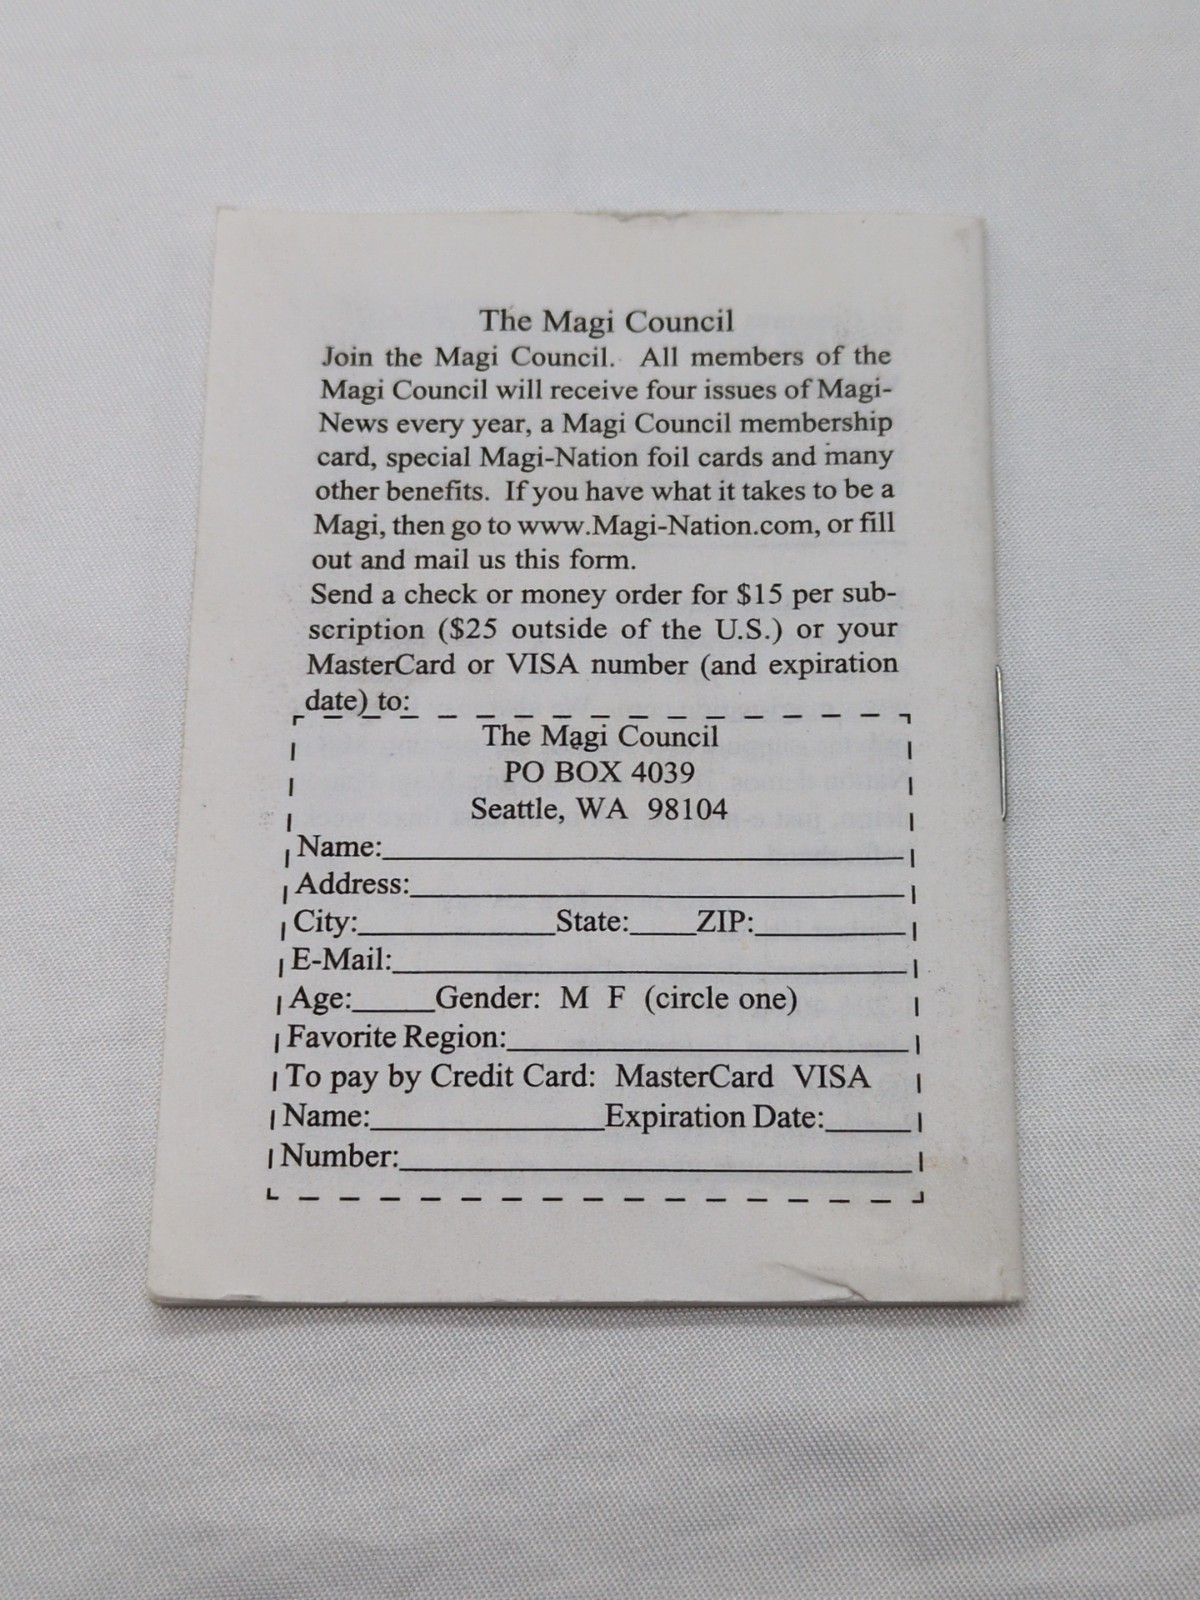 The Magi Council
Join the Magi Council. All members of the
Magi Council will receive four issues of Magi-
News every year, a Magi Council membership
card, special Magi-Nation foil cards and many
other benefits. If you have what it takes to be a
Magi, then go to www.Magi-Nation.com, or fill
out and mail us this form.
Send a check or money order for $15 per sub-
scription ($25 outside of the U.S.) or your
MasterCard or VISA number (and expiration
date) to:
The Magi Council
PO BOX 4039
Seattle, WA 98104
Name:
Address:
City: State: ZIP:
E-Mail:
Age: Gender: M F (circle one)
Favorite Region:
To pay by Credit Card: MasterCard VISA
Name: Expiration Date:
Number: